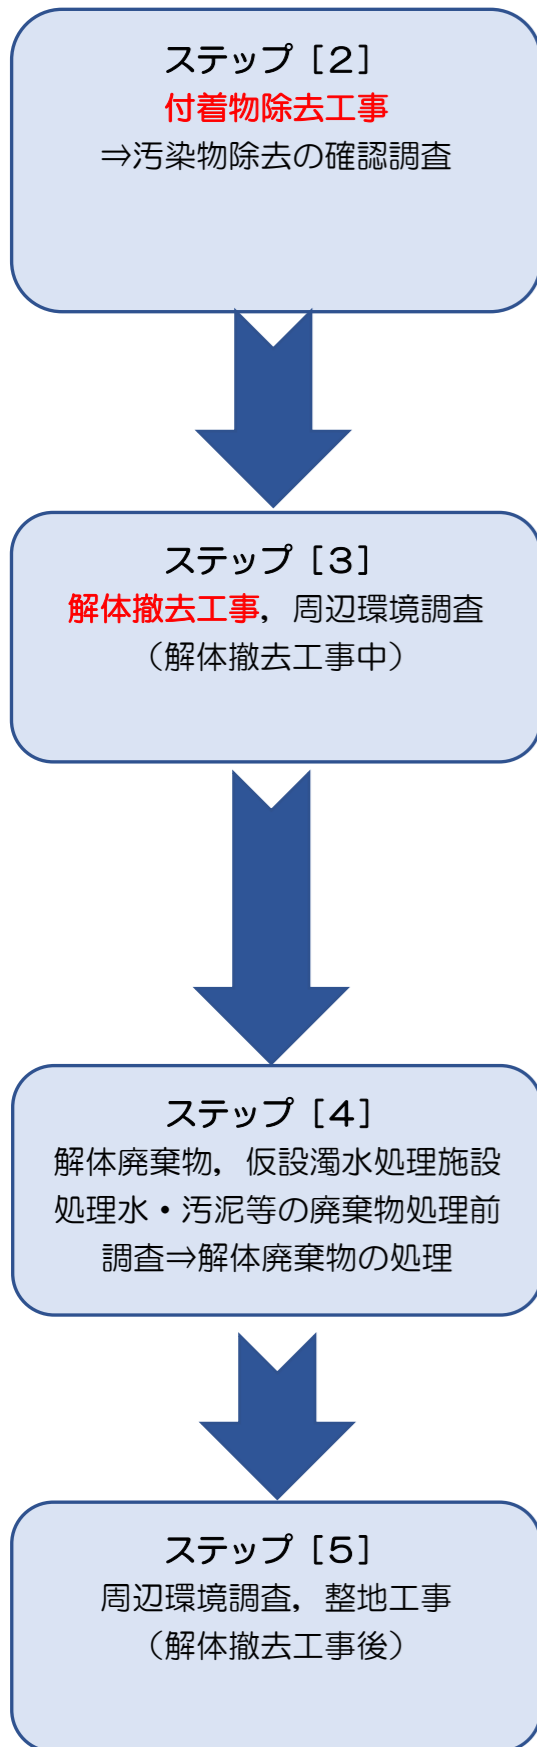 ステップ［２］
付着物除去工事
⇒汚染物除去の確認調査
ステップ［３］
解体撤去工事，周辺環境調査
（解体撤去工事中）
ステップ［４］
解体廃棄物，仮設濁水処理施設
処理水・汚泥等の廃棄物処理前
調査⇒解体廃棄物の処理
ステップ［５］
周辺環境調査，整地工事
（解体撤去工事後）